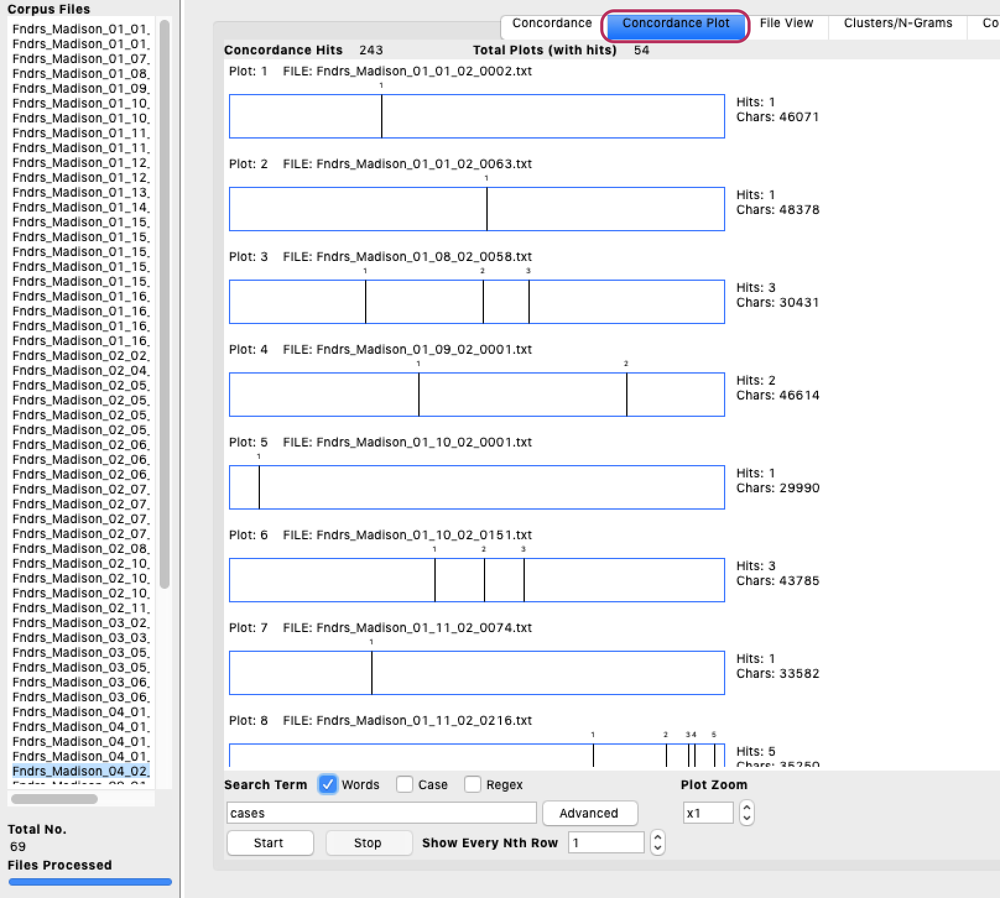 Corpus Files
Fndrs_Madison_01_01_
Fndrs_Madison_01_01_
Fndrs_Madison_01_07_
Fndrs_Madison_01_08_
Fndrs_Madison_01_09_
Fndrs_Madison_01_10_
Fndrs_Madison_01_10_
Fndrs_Madison_01_11_
Fndrs_Madison_01_11_
Fndrs_Madison_01_12_
Fndrs_Madison_01_12_
Fndrs_Madison_01_13_
Fndrs_Madison_01_14_
Fndrs_Madison_01_15_
Fndrs_Madison_01_15_
Fndrs_Madison_01_15_
Fndrs_Madison_01_15_
Fndrs_Madison_01_15_
Fndrs_Madison_01_16_
Fndrs_Madison_01_16_
Fndrs_Madison_01_16_
Fndrs_Madison_01_16_
Fndrs_Madison_02_02_
Fndrs_Madison_02_04_
Fndrs_Madison_02_05_
Fndrs_Madison_02_05_
Fndrs_Madison_02_05_
Fndrs_Madison_02_05_
Fndrs_Madison_02_06_
Fndrs_Madison_02_06_
Fndrs_Madison_02_06_
Fndrs_Madison_02_07_
Fndrs_Madison_02_07_
Fndrs_Madison_02_07_
Fndrs_Madison_02_07_
Fndrs_Madison_02_08_
Fndrs_Madison_02_10_
Fndrs_Madison_02_10_
Fndrs_Madison_02_10_
Fndrs_Madison_02_11_
Fndrs_Madison_03_02_
Fndrs_Madison_03_03_
Fndrs_Madison_03_05_
Fndrs_Madison_03_05_
Fndrs_Madison_03_06_
Fndrs_Madison_03_06_
Fndrs_Madison_04_01_
Fndrs_Madison_04_01_
Fndrs_Madison_04_01_
Fndrs_Madison_04_01_
Fndrs_Madison_04_02_
Total No.
69
Files Processed
Concordance Concordance Plot File View Clusters/N-Grams Co
Concordance Hits 243 Total Plots (with hits) 54
Plot: 1 FILE: Fndrs_Madison_01_01_02_0002.txt
1
Hits: 1
Chars: 46071
Plot: 2 FILE: Fndrs_Madison_01_01_02_0063.txt
1
Hits: 1
Chars: 48378
Plot: 3 FILE: Fndrs_Madison_01_08_02_0058.txt
1 2 3
Hits: 3
Chars: 30431
Plot: 4 FILE: Fndrs_Madison_01_09_02_0001.txt
1 2
Hits: 2
Chars: 46614
Plot: 5 FILE: Fndrs_Madison_01_10_02_0001.txt
1
Hits: 1
Chars: 29990
Plot: 6 FILE: Fndrs_Madison_01_10_02_0151.txt
1 2 3
Hits: 3
Chars: 43785
Plot: 7 FILE: Fndrs_Madison_01_11_02_0074.txt
1
Hits: 1
Chars: 33582
Plot: 8 FILE: Fndrs_Madison_01_11_02_0216.txt
1 2 3 4 5
Hits: 5
Chars: 35250
Search Term Words Case Regex Plot Zoom
cases Advanced x1
Start Stop Show Every Nth Row 1